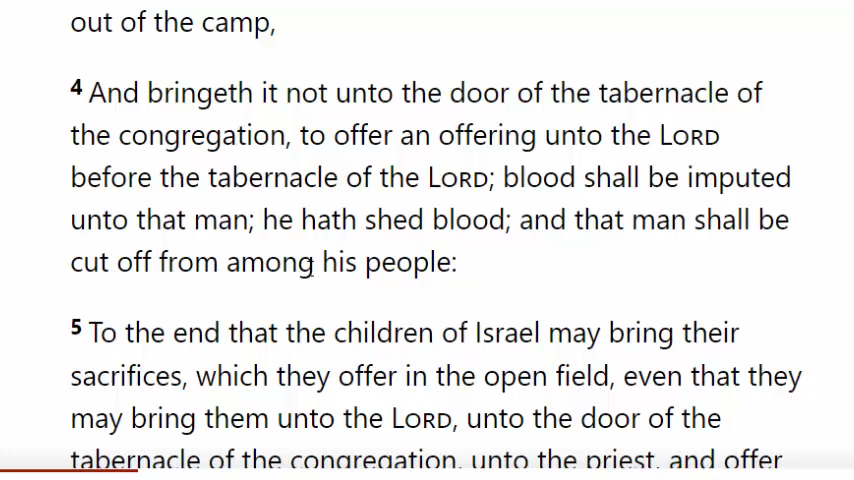 out of the camp,
4 And bringeth it not unto the door of the tabernacle of
the congregation, to offer an offering unto the LORD
before the tabernacle of the LORD; blood shall be imputed
unto that man; he hath shed blood; and that man shall be
cut off from among his people:
5 To the end that the children of Israel may bring their
sacrifices, which they offer in the open field, even that they
may bring them unto the LORD, unto the door of the
tabernacle of the congregation, unto the priest, and offer